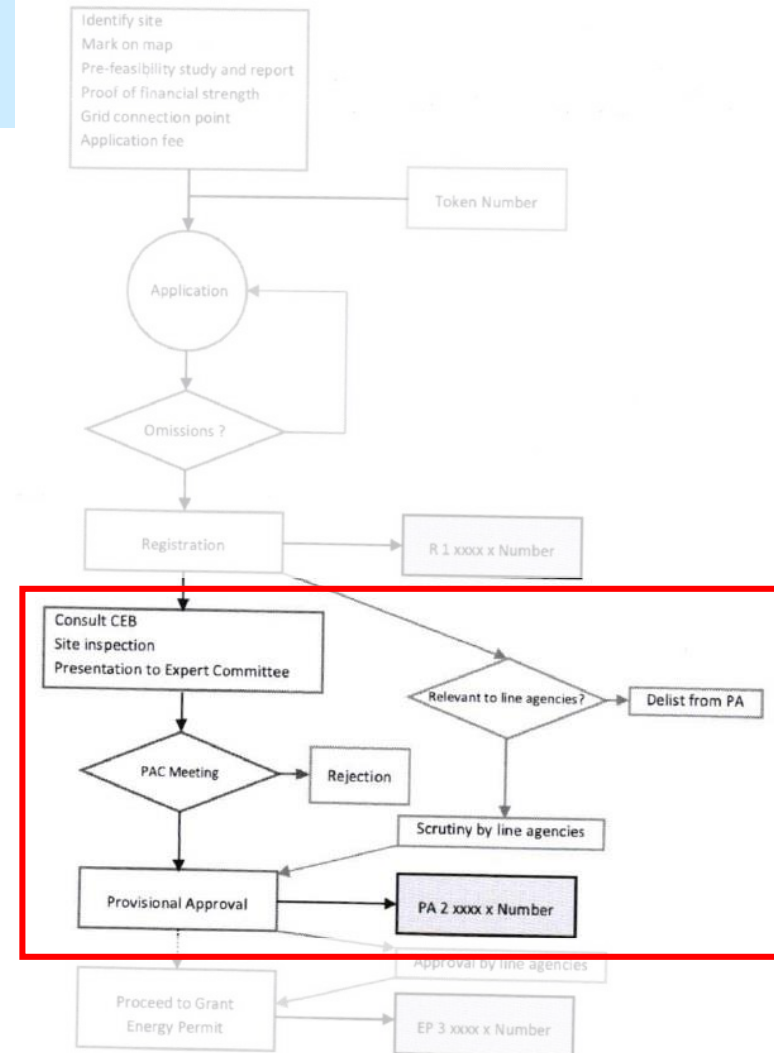 Identify site
Mark on map
Pre-feasibility study and report
Proof of financial strength
Grid connection point
Application fee
Token Number
Application
Omissions ?
Registration
R 1 xxxx x Number
Consult CEB
Site inspection
Presentation to Expert Committee
Relevant to line agencies?
Delist from PA
PAC Meeting
Rejection
Scrutiny by line agencies
Provisional Approval
PA 2 xxxx x Number
Approval by line agencies
Proceed to Grant
Energy Permit
EP 3 xxxx x Number